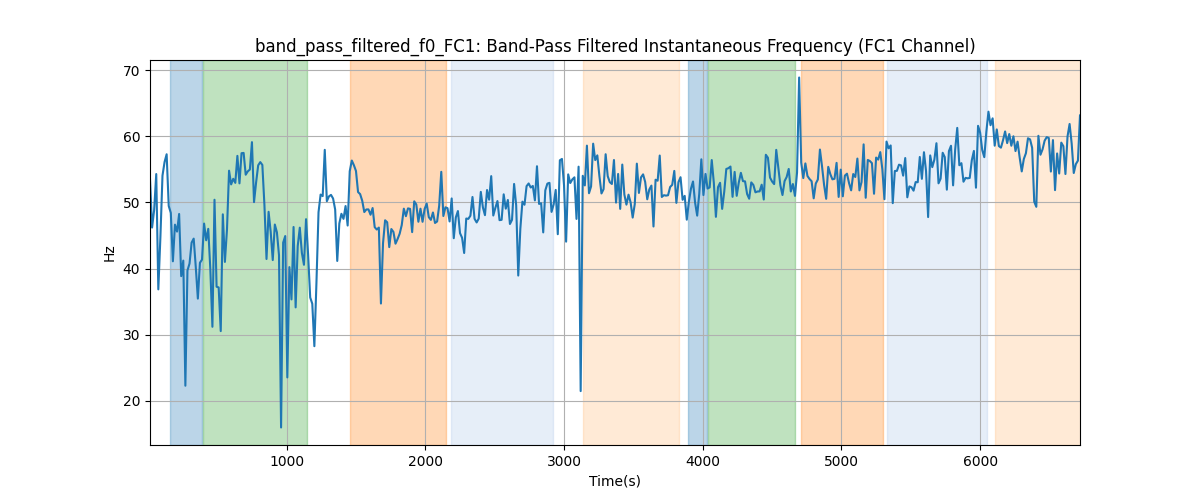 band_pass_filtered_f0_FC1: Band-Pass Filtered Instantaneous Frequency (FC1 Channel)
70
60
50
40
30
20
Hz
1000 2000 3000 4000 5000 6000
Time(s)